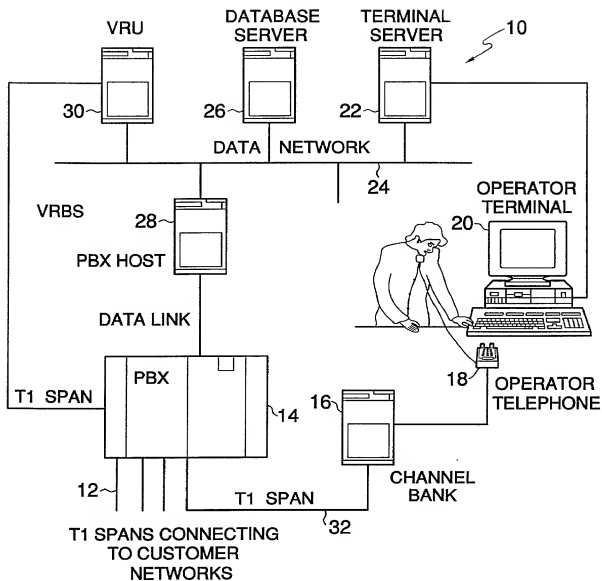 VRU
DATABASE
SERVER
TERMINAL
SERVER
10
30
26
22
DATA NETWORK
24
VRBS
28
PBX HOST
OPERATOR
TERMINAL
20
DATA LINK
PBX
T1 SPAN
14
16
18
OPERATOR
TELEPHONE
12
T1 SPAN
32
CHANNEL
BANK
T1 SPANS CONNECTING
TO CUSTOMER
NETWORKS